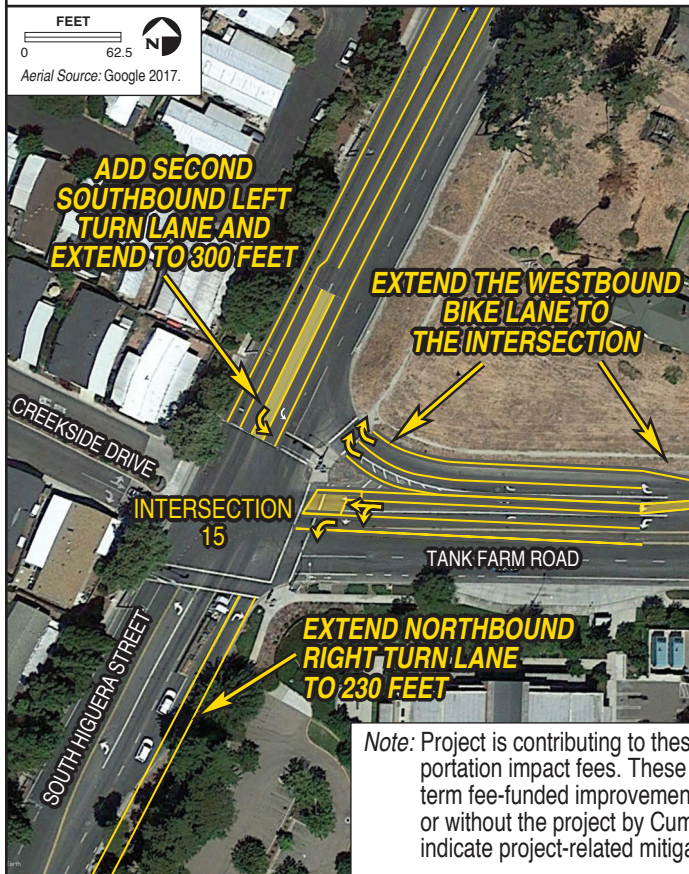 FEET
0 62.5
N
Aerial Source: Google 2017.
ADD SECOND
SOUTHBOUND LEFT
TURN LANE AND
EXTEND TO 300 FEET
EXTEND THE WESTBOUND
BIKE LANE TO
THE INTERSECTION
CREEKSIDE DRIVE
INTERSECTION
15
TANK FARM ROAD
EXTEND NORTHBOUND
RIGHT TURN LANE
TO 230 FEET
SOUTH HIGUERA STREET
Note: Project is contributing to thes
portation impact fees. These
term fee-funded improvemen
or without the project by Cum
indicate project-related mitiga